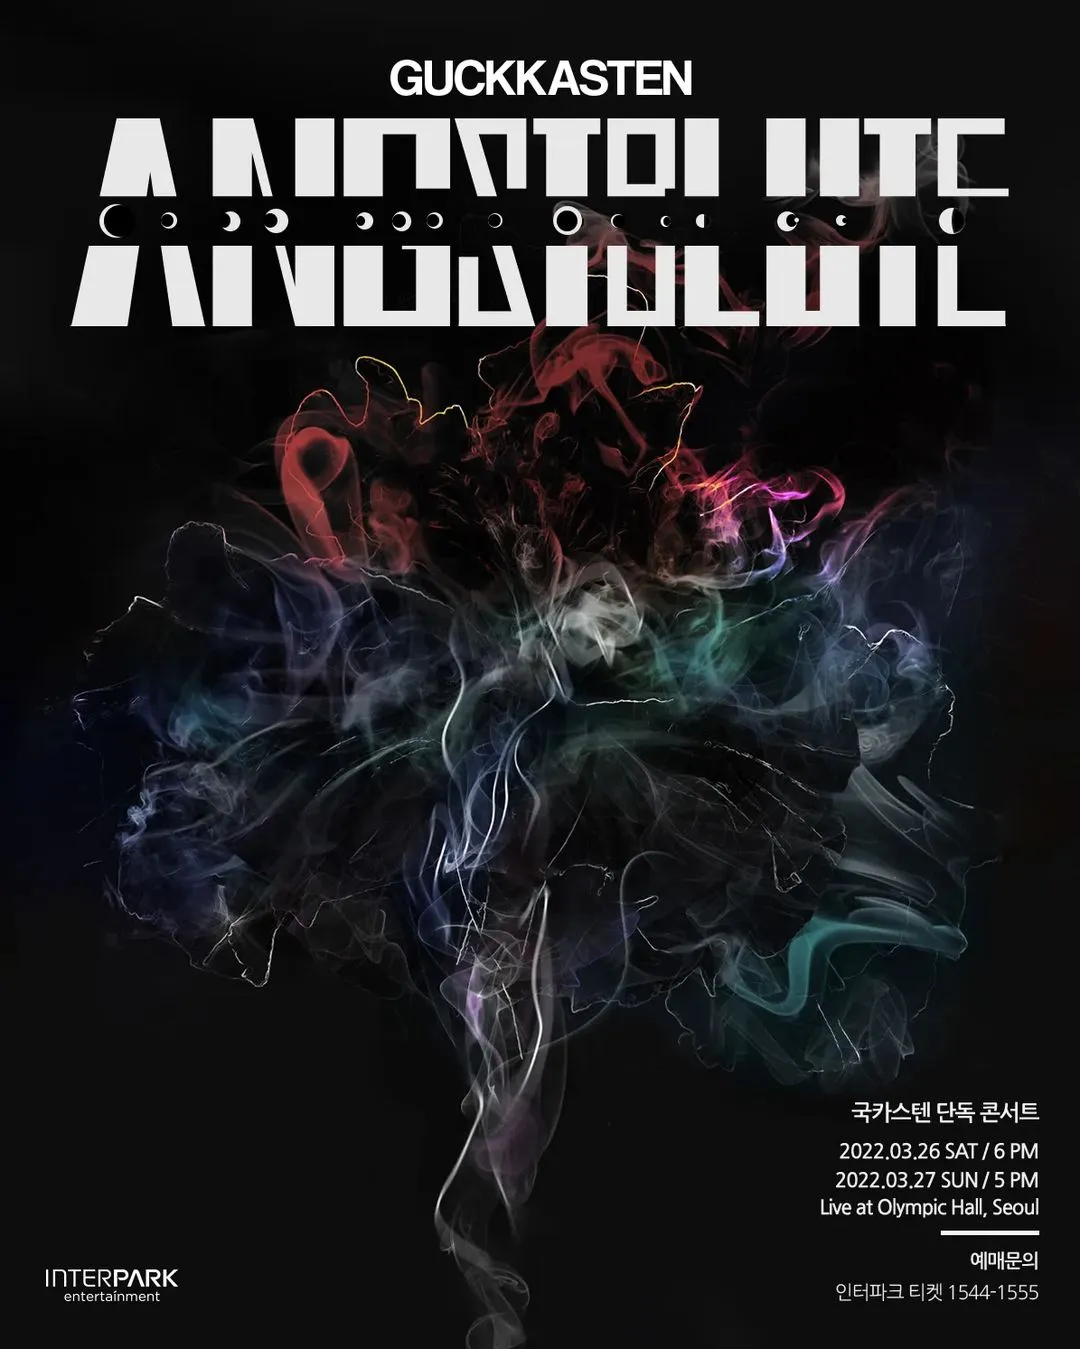 GUCKKASTEN
ANGSTBLUTE
국카스텐 단독 콘서트
2022.03.26 SAT / 6 PM
2022.03.27 SUN / 5 PM
Live at Olympic Hall, Seoul
예매문의
인터파크 티켓 1544-1555
INTERPARK
entertainment